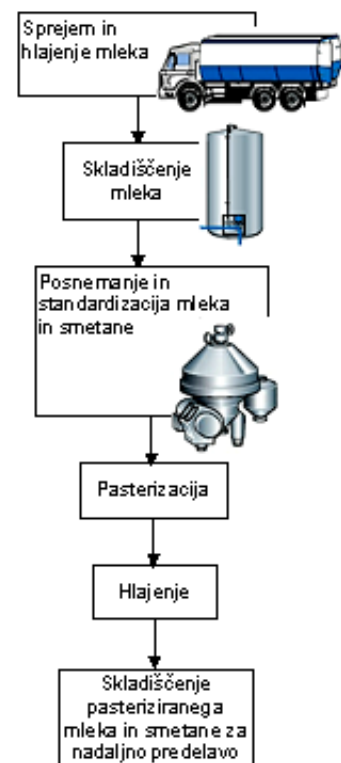 Sprejem in
hlajenje mleka
Skladiščenje
mleka
Posnemanje in
standardizacija mleka
in smetane
Pasterizacija
Hlajenje
Skladiščenje
pasteriziranega
mleka in smetane za
nadaljno predelavo